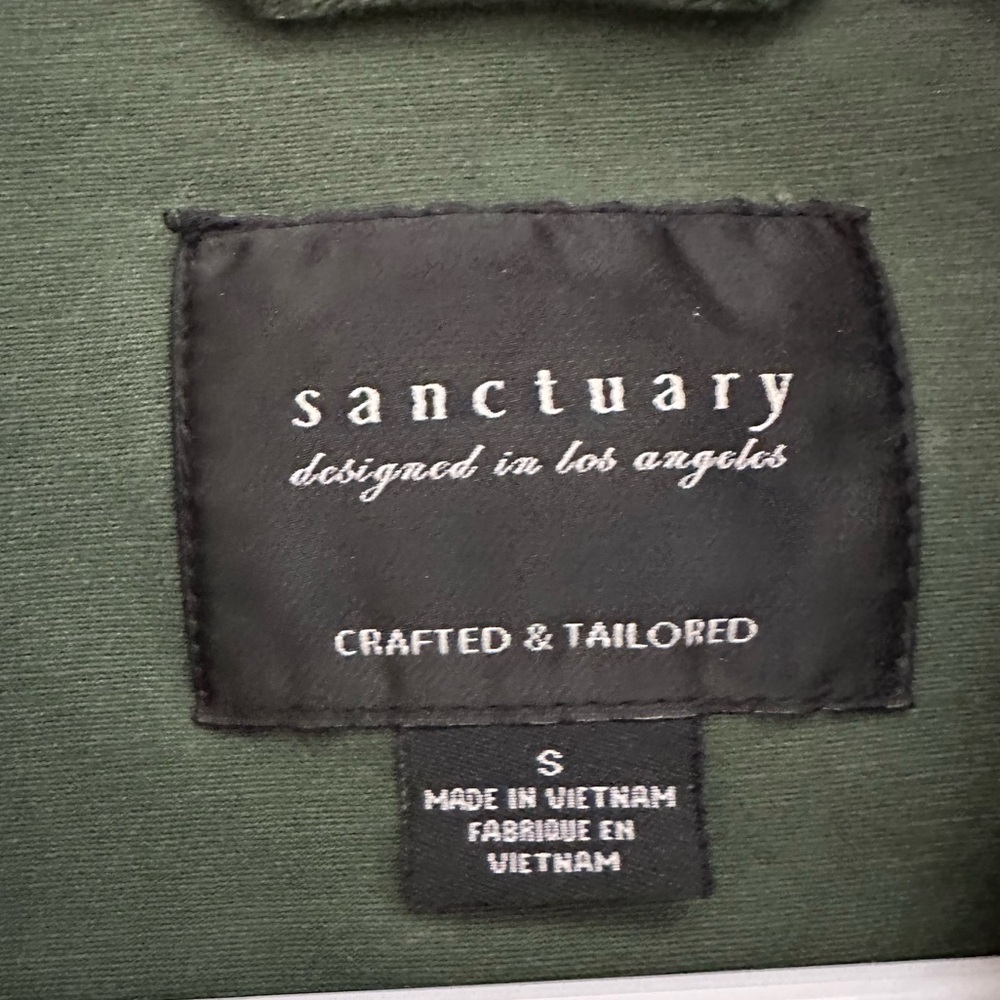 sanctuary
designed in los angeles
CRAFTED & TAILORED
S
MADE IN VIETNAM
FABRIQUE EN
VIETNAM